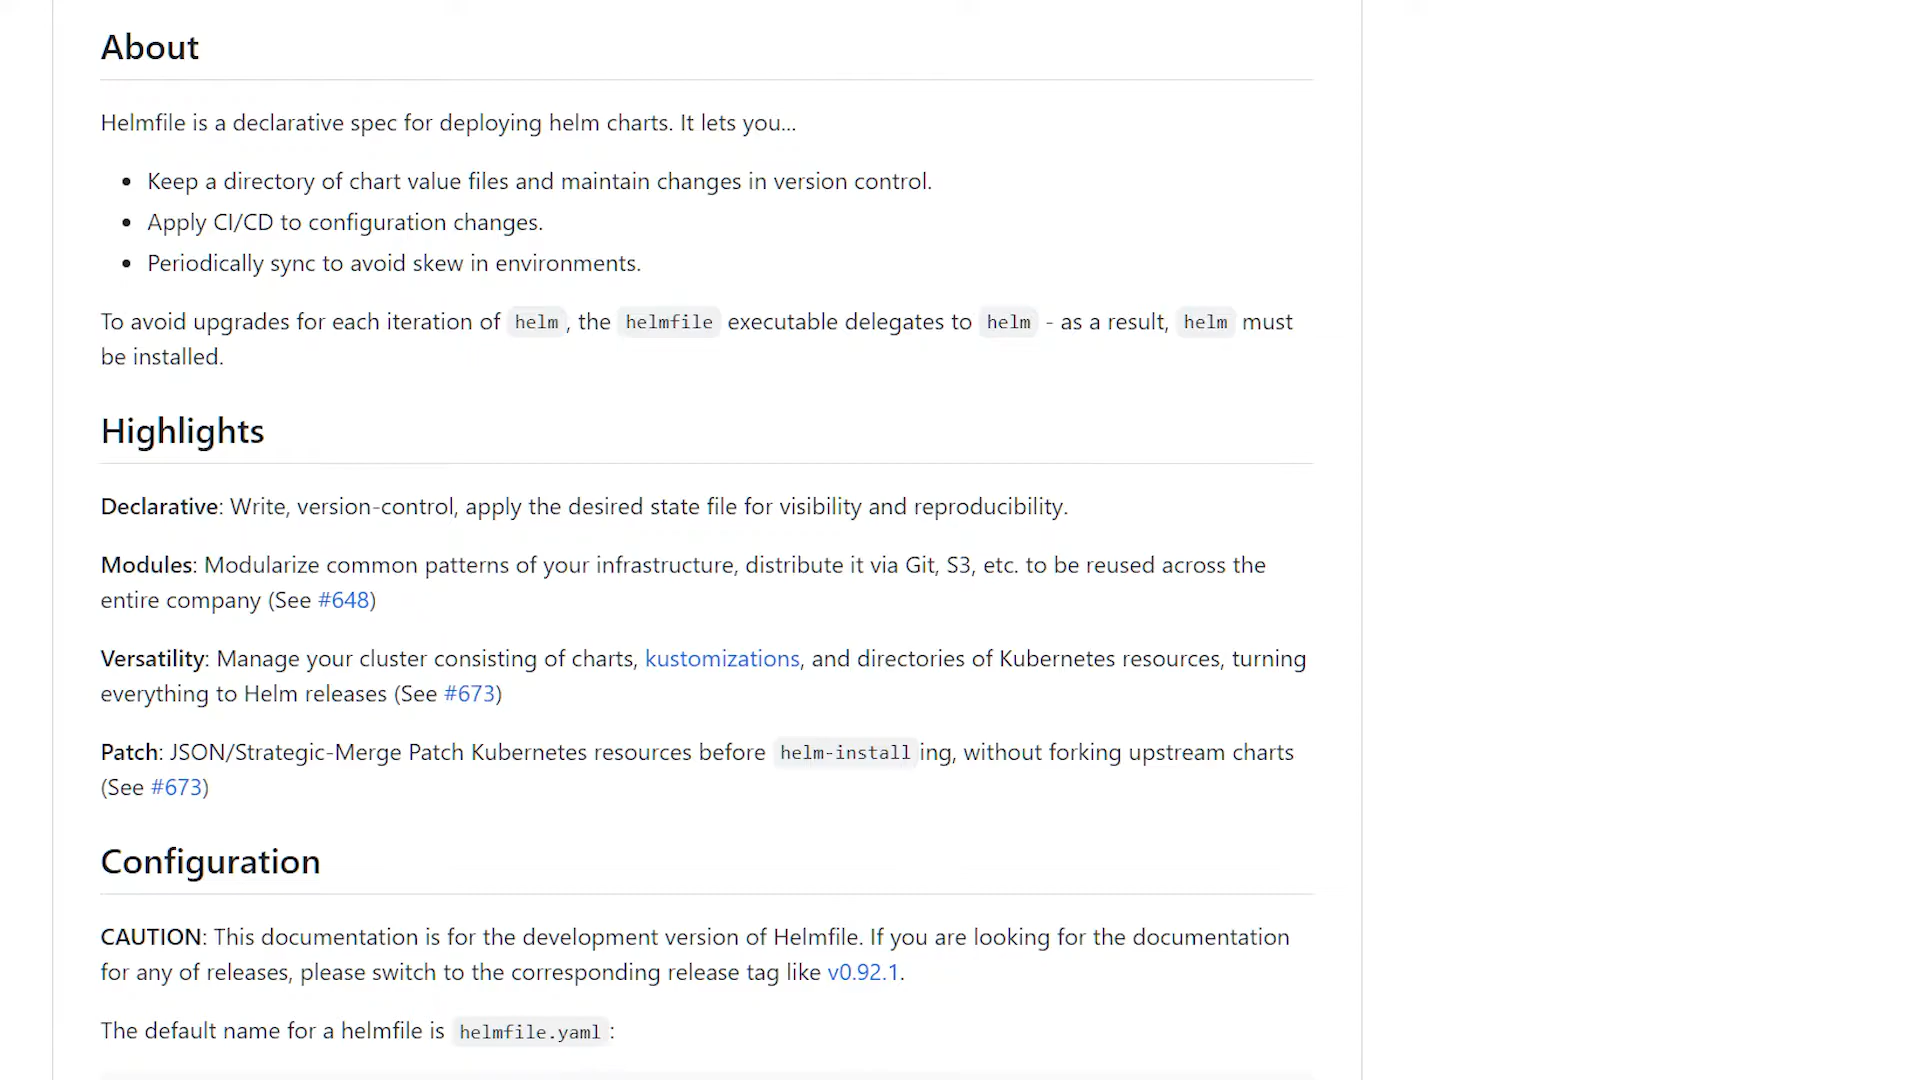 About
Helmfile is a declarative spec for deploying helm charts. It lets you...
• Keep a directory of chart value files and maintain changes in version control.
• Apply CI/CD to configuration changes.
• Periodically sync to avoid skew in environments.
To avoid upgrades for each iteration of helm, the helmfile executable delegates to helm - as a result, helm must
be installed.
Highlights
Declarative: Write, version-control, apply the desired state file for visibility and reproducibility.
Modules: Modularize common patterns of your infrastructure, distribute it via Git, S3, etc. to be reused across the
entire company (See #648)
Versatility: Manage your cluster consisting of charts, kustomizations, and directories of Kubernetes resources, turning
everything to Helm releases (See #673)
Patch: JSON/Strategic-Merge Patch Kubernetes resources before helm-installing, without forking upstream charts
(See #673)
Configuration
CAUTION: This documentation is for the development version of Helmfile. If you are looking for the documentation
for any of releases, please switch to the corresponding release tag like v0.92.1.
The default name for a helmfile is helmfile.yaml: